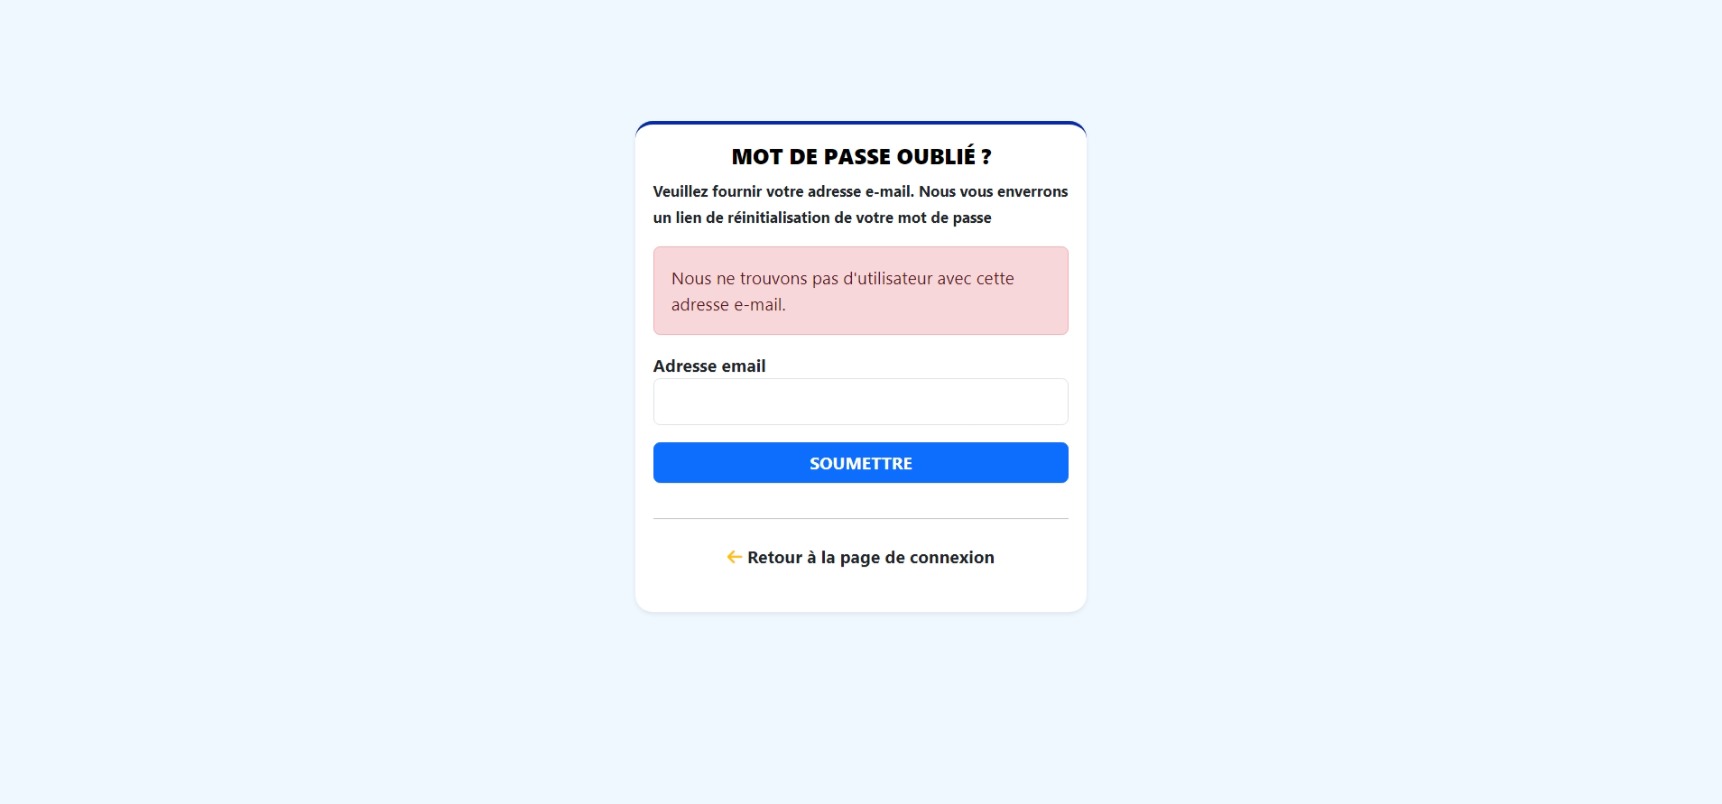 MOT DE PASSE OUBLIÉ ?
Veuillez fournir votre adresse e-mail. Nous vous enverrons
un lien de réinitialisation de votre mot de passe
Nous ne trouvons pas d'utilisateur avec cette
adresse e-mail.
Adresse email
SOUMETTRE
← Retour à la page de connexion